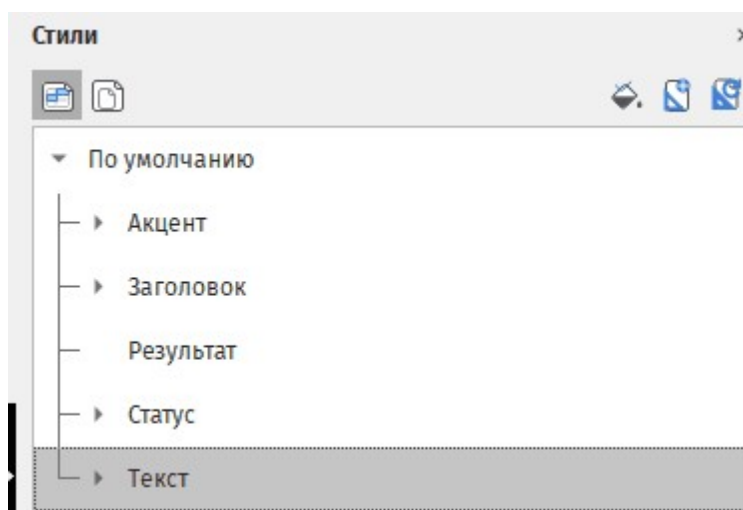 Стили
По умолчанию
Акцент
Заголовок
Результат
Статус
Текст